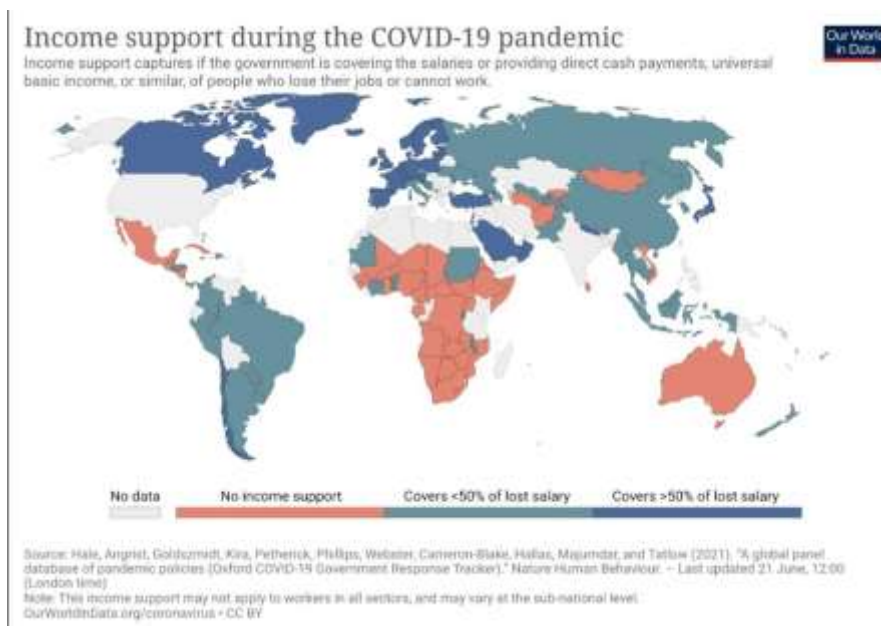 Income support during the COVID-19 pandemic
Our World
in Data
Income support captures if the government is covering the salaries or providing direct cash payments, universal
basic income, or similar, of people who lose their jobs or cannot work.
No data
No income support
Covers <50% of lost salary
Covers >50% of lost salary
Source: Hale, Angrist, Goldszmidt, Kira, Petherick, Phillips, Webster, Cameron-Blake, Hallas, Majumdar, and Tatlow (2021). "A global panel
database of pandemic policies (Oxford COVID-19 Government Response Tracker)." Nature Human Behaviour. – Last updated 21 June, 12:00
(London time)
Note: This income support may not apply to workers in all sectors, and may vary at the sub-national level.
OurWorldInData.org/coronavirus • CC BY